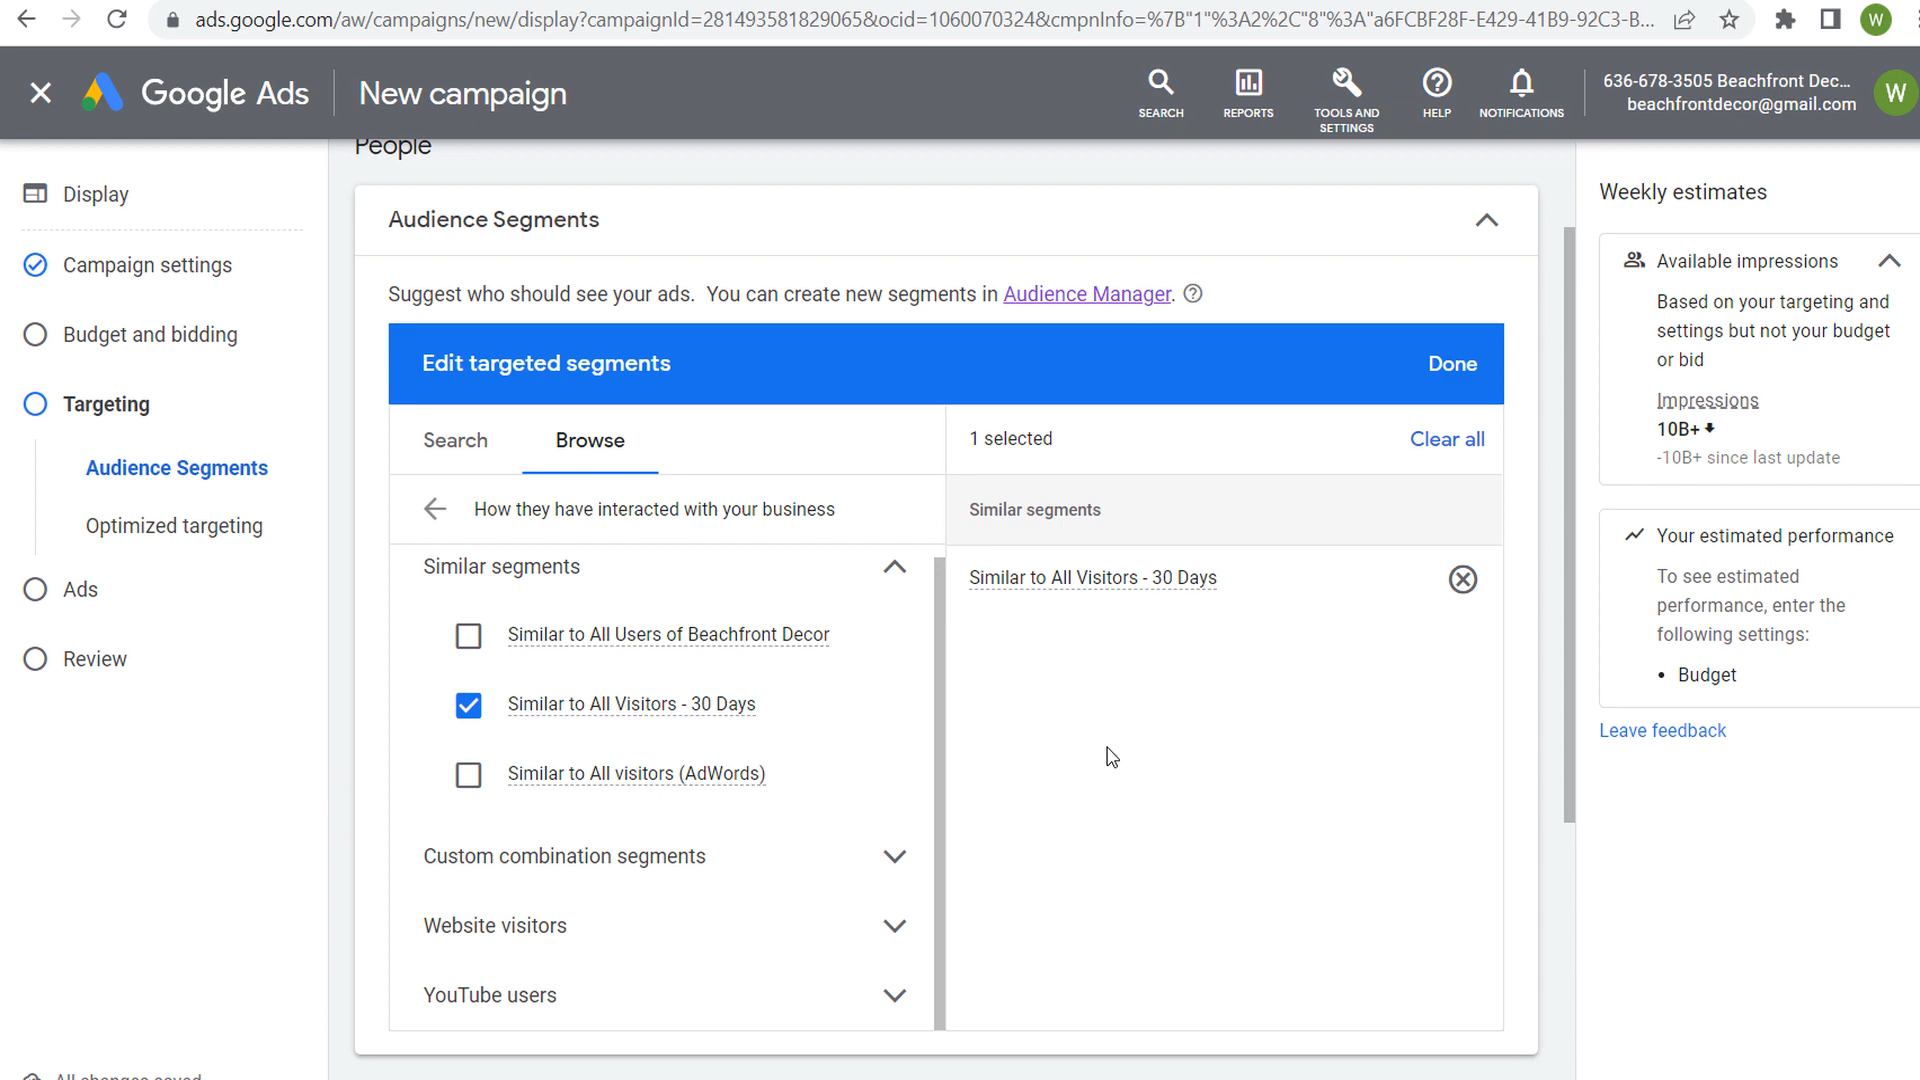 ads.google.com/aw/campaigns/new/display?campaignId=281493581829065&ocid=1060070324&cmpnInfo=%7B"1"%3A2%2C"8"%3A"a6FCBF28F-E429-41B9-92C3-B...
W
Google Ads
New campaign
SEARCH
REPORTS
TOOLS AND
SETTINGS
HELP
NOTIFICATIONS
636-678-3505 Beachfront Dec...
beachfrontdecor@gmail.com
W
Display
Campaign settings
Budget and bidding
Targeting
Audience Segments
Optimized targeting
Ads
Review
All changes saved
People
Audience Segments
Suggest who should see your ads. You can create new segments in Audience Manager.
Edit targeted segments
Done
Search
Browse
1 selected
Clear all
How they have interacted with your business
Similar segments
Similar segments
Similar to All Visitors - 30 Days
Similar to All Users of Beachfront Decor
Similar to All Visitors - 30 Days
Similar to All visitors (AdWords)
Custom combination segments
Website visitors
YouTube users
Weekly estimates
Available impressions
Based on your targeting and
settings but not your budget
or bid
Impressions
10B+
-10B+ since last update
Your estimated performance
To see estimated
performance, enter the
following settings:
• Budget
Leave feedback